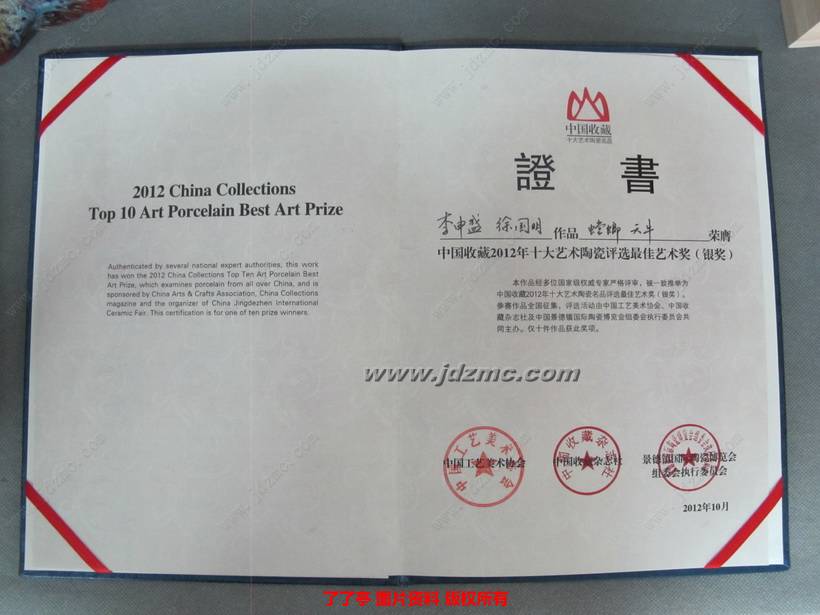 2012 China Collections
Top 10 Art Porcelain Best Art Prize
Authenticated by several national expert authorities, this work
has won the 2012 China Collections Top Ten Art Porcelain Best
Art Prize, which examines porcelain from all over China, and is
sponsored by China Arts & Crafts Association, China Collections
magazine and the organizer of China Jingdezhen International
Ceramic Fair. This certification is for one of ten prize winners.
中国收藏
十大艺术陶瓷名品
證書
李申盛 徐国明 作品 螳螂 天斗 荣膺
中国收藏2012年十大艺术陶瓷评选最佳艺术奖（银奖）
本作品经多位国家级权威专家严格评审，被一致推举为
中国收藏2012年十大艺术陶瓷名品评选最佳艺术奖（银奖）。
参赛作品全国征集，评选活动由中国工艺美术协会、中国收
藏杂志社及中国景德镇国际陶瓷博览会组委会执行委员会共
同主办。仅十件作品获此奖项。
www.jdzmc.com
中国工艺美术协会
中国收藏杂志社
景德镇国际陶瓷博览会
组委会执行委员会
2012年10月
了了亭 图片资料 版权所有